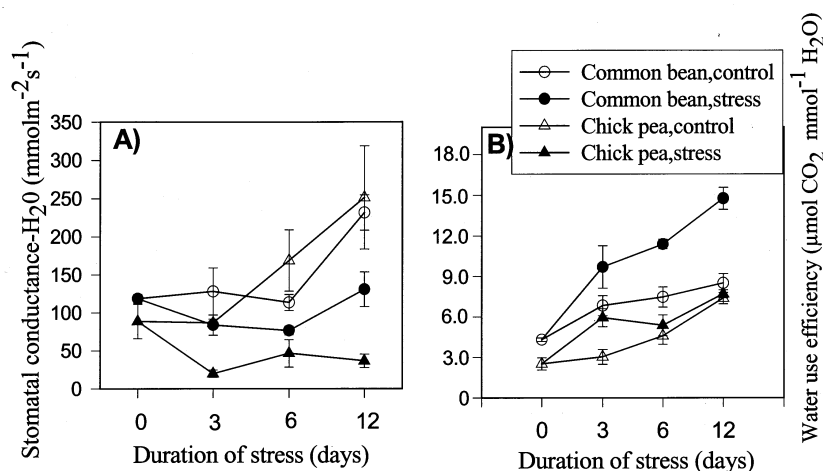 Stomatal conductance-H20 (mmolm-2s-1)
A)
350
300
250
200
150
100
50
0
0 3 6 12
Duration of stress (days)
Common bean,control
Common bean,stress
Chick pea,control
Chick pea,stress
B)
18.0
15.0
12.0
9.0
6.0
3.0
0
0 3 6 12
Duration of stress (days)
Water use efficiency (µmol CO2 mmol-1 H2O)